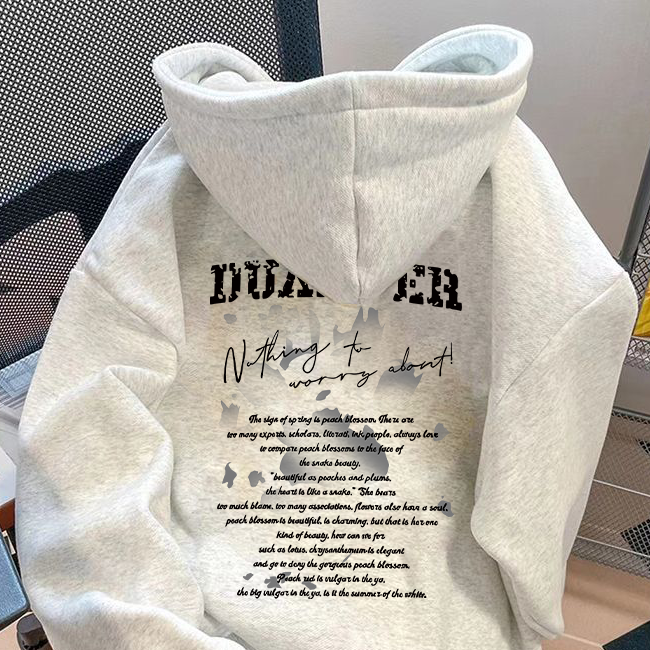 Nothing to
worry about!
The sign of spring is peach blossom. There are
too many experts, scholars, literati, ink people, always love
to compare peach blossoms to the face of
the snake beauty,
"beautiful as peaches and plums,
the heart is like a snake." She bears
too much blame, too many associations, flowers also have a soul,
peach blossom is beautiful, is charming, but that is her one
kind of beauty, how can we for
such as lotus, chrysanthemum is elegant
and go to deny the gorgeous peach blossom.
Peach red is vulgar in the ya,
the big vulgar in the ya, is it the summer of the white.